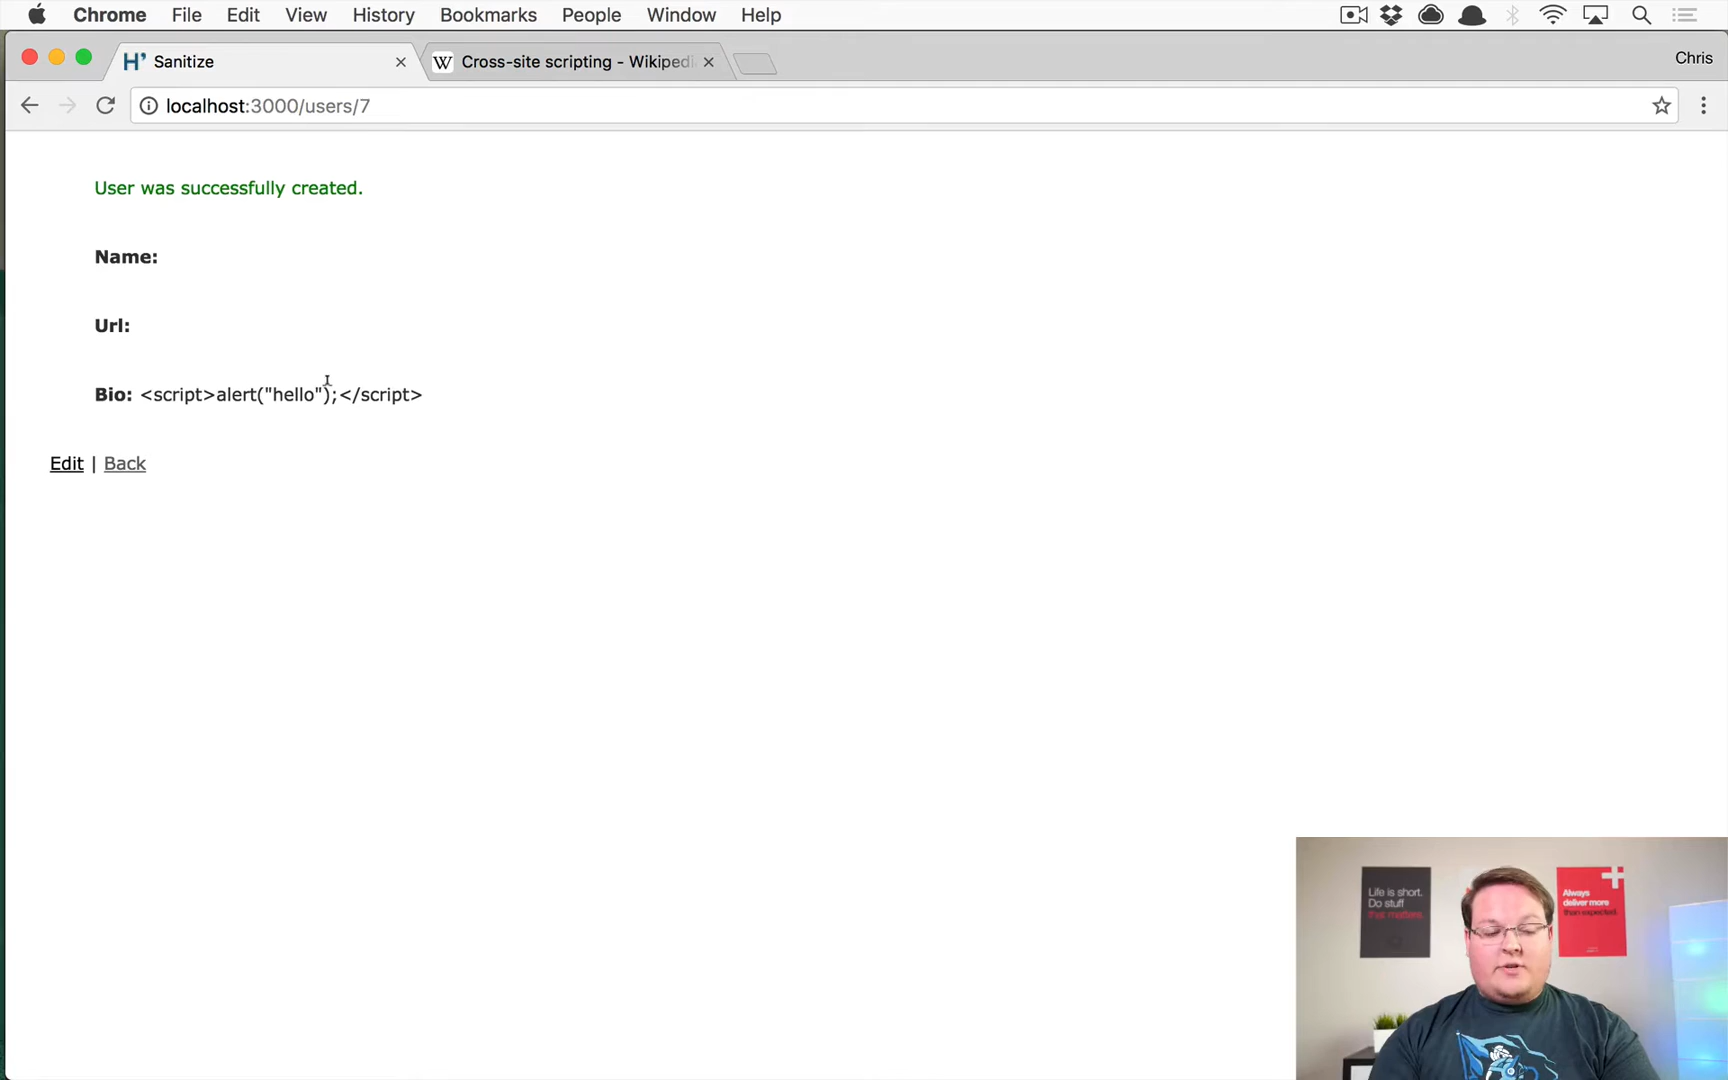 Chrome File Edit View History Bookmarks People Window Help
H' Sanitize
W Cross-site scripting - Wikipedi
Chris
localhost:3000/users/7
User was successfully created.
Name:
Url:
Bio: <script>alert("hello");</script>
Edit | Back
Life is short.
Do stuff
that matters.
Always
deliver more
than expected.